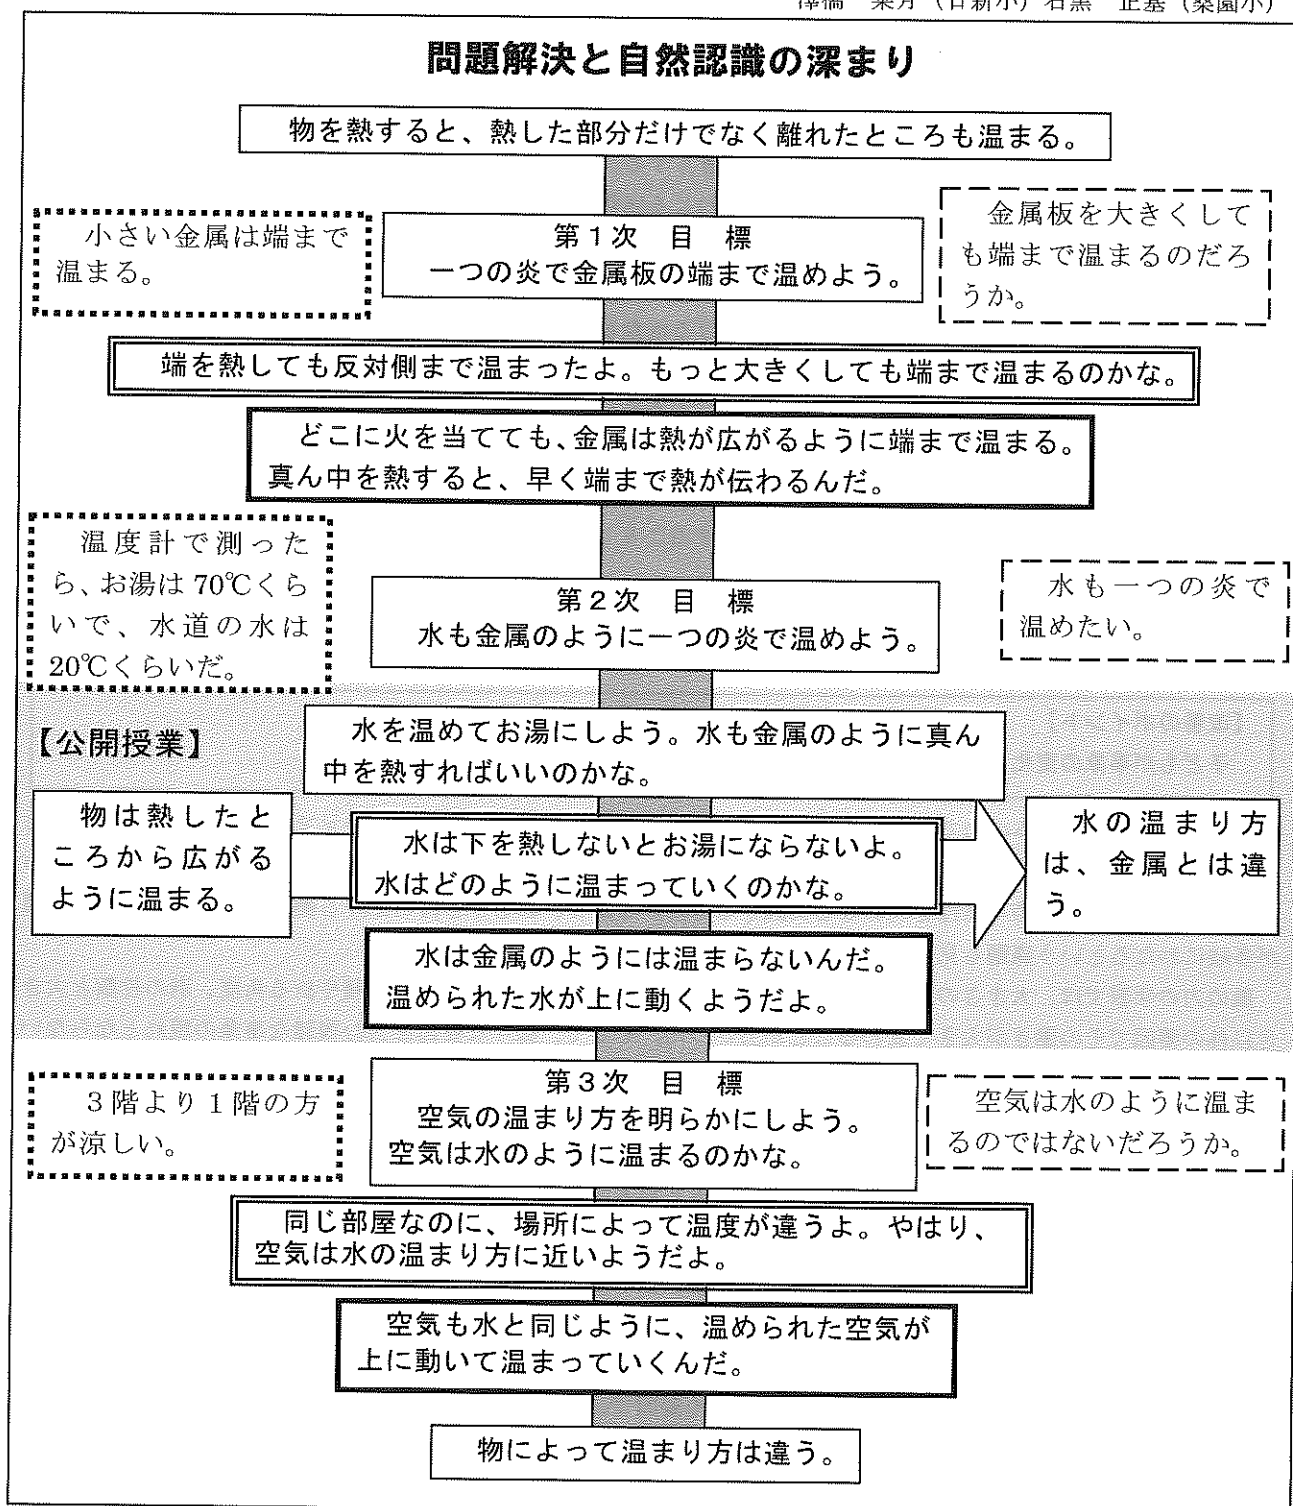 澤橋 菜月（日新小）石黒 正基（桑園小）
問題解決と自然認識の深まり
物を熱すると、熱した部分だけでなく離れたところも温まる。
小さい金属は端まで
温まる。
第１次 目 標
一つの炎で金属板の端まで温めよう。
金属板を大きくして
も端まで温まるのだろ
うか。
端を熱しても反対側まで温まったよ。もっと大きくしても端まで温まるのかな。
どこに火を当てても、金属は熱が広がるように端まで温まる。
真ん中を熱すると、早く端まで熱が伝わるんだ。
温度計で測った
ら、お湯は 70℃くら
いで、水道の水は
20℃くらいだ。
第２次 目 標
水も金属のように一つの炎で温めよう。
水も一つの炎で
温めたい。
【公開授業】
水を温めてお湯にしよう。水も金属のように真ん
中を熱すればいいのかな。
物は熱したと
ころから広がる
ように温まる。
水は下を熱しないとお湯にならないよ。
水はどのように温まっていくのかな。
水の温まり方
は、金属とは違
う。
水は金属のようには温まらないんだ。
温められた水が上に動くようだよ。
３階より１階の方
が涼しい。
第３次 目 標
空気の温まり方を明らかにしよう。
空気は水のように温まるのかな。
空気は水のように温ま
るのではないだろうか。
同じ部屋なのに、場所によって温度が違うよ。やはり、
空気は水の温まり方に近いようだよ。
空気も水と同じように、温められた空気が
上に動いて温まっていくんだ。
物によって温まり方は違う。